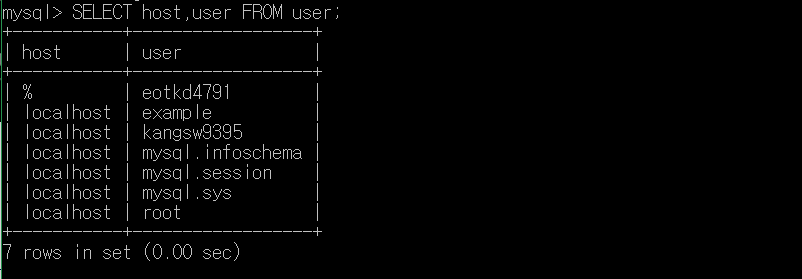 mysql> SELECT host,user FROM user;
+-----------+------------------+
| host      | user             |
+-----------+------------------+
| %         | eotkd4791        |
| localhost | example          |
| localhost | kangsw9395       |
| localhost | mysql.infoschema |
| localhost | mysql.session    |
| localhost | mysql.sys        |
| localhost | root             |
+-----------+------------------+
7 rows in set (0.00 sec)